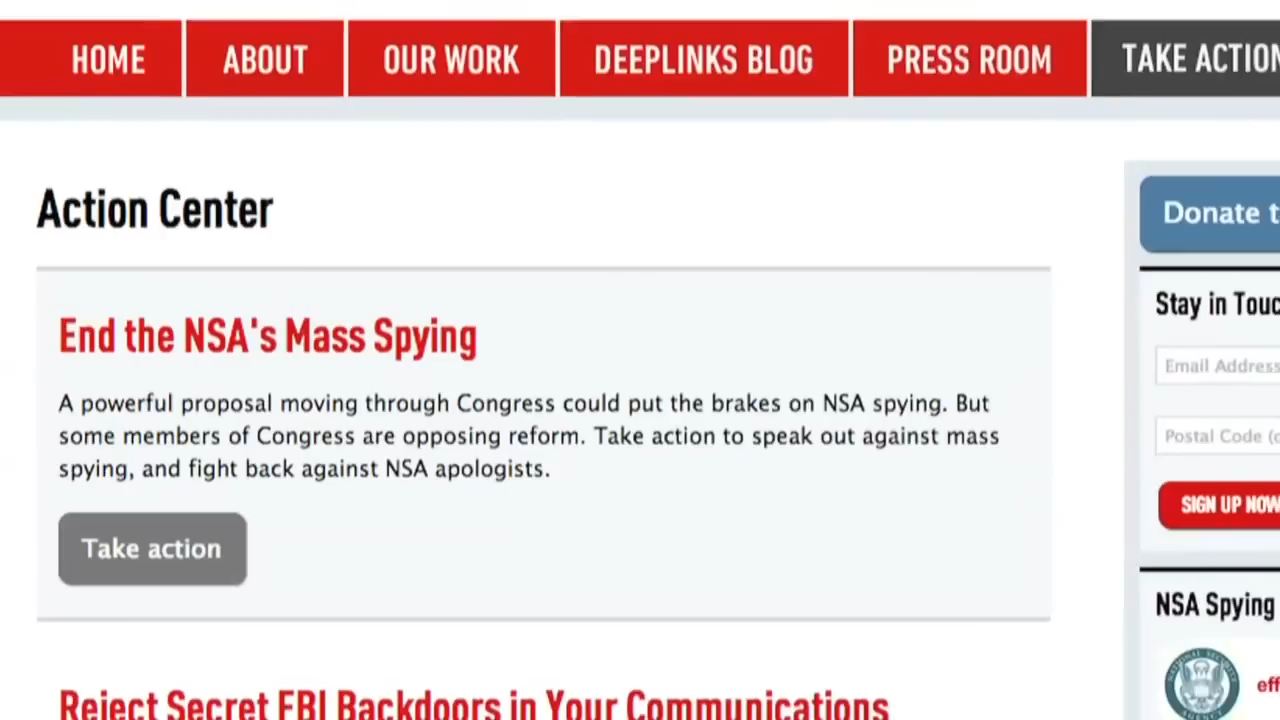 HOME ABOUT OUR WORK DEEPLINKS BLOG PRESS ROOM TAKE ACTION
Action Center
End the NSA's Mass Spying
A powerful proposal moving through Congress could put the brakes on NSA spying. But
some members of Congress are opposing reform. Take action to speak out against mass
spying, and fight back against NSA apologists.
Take action
Reject Secret FBI Backdoors in Your Communications
Donate t
Stay in Touc
Email Address
Postal Code (o
SIGN UP NOW
NSA Spying
eff